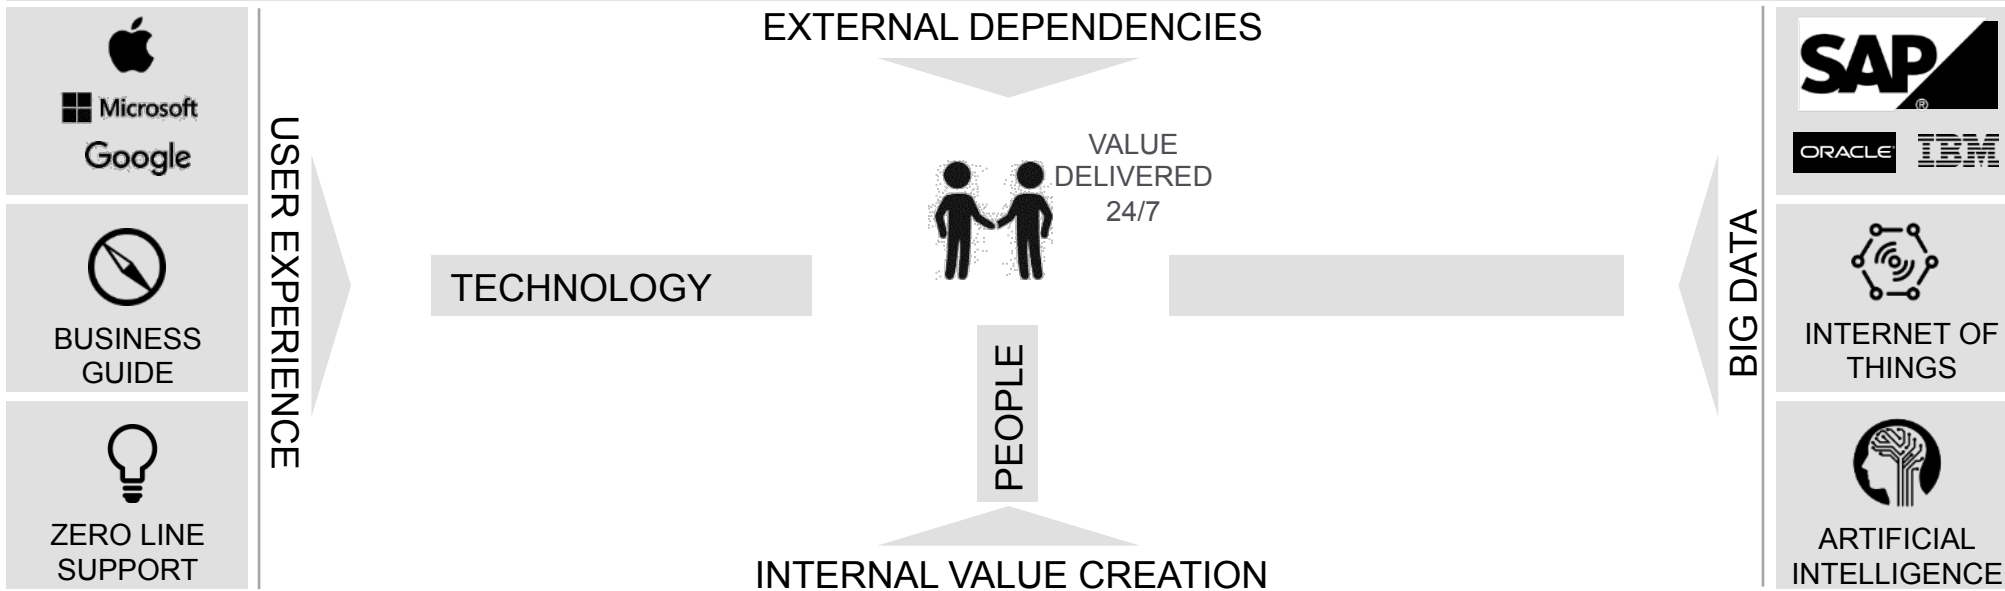 EXTERNAL DEPENDENCIES
Microsoft
Google
BUSINESS
GUIDE
ZERO LINE
SUPPORT
USER EXPERIENCE
TECHNOLOGY
VALUE
DELIVERED
24/7
PEOPLE
INTERNAL VALUE CREATION
BIG DATA
SAP
®
ORACLE
IBM
INTERNET OF
THINGS
ARTIFICIAL
INTELLIGENCE